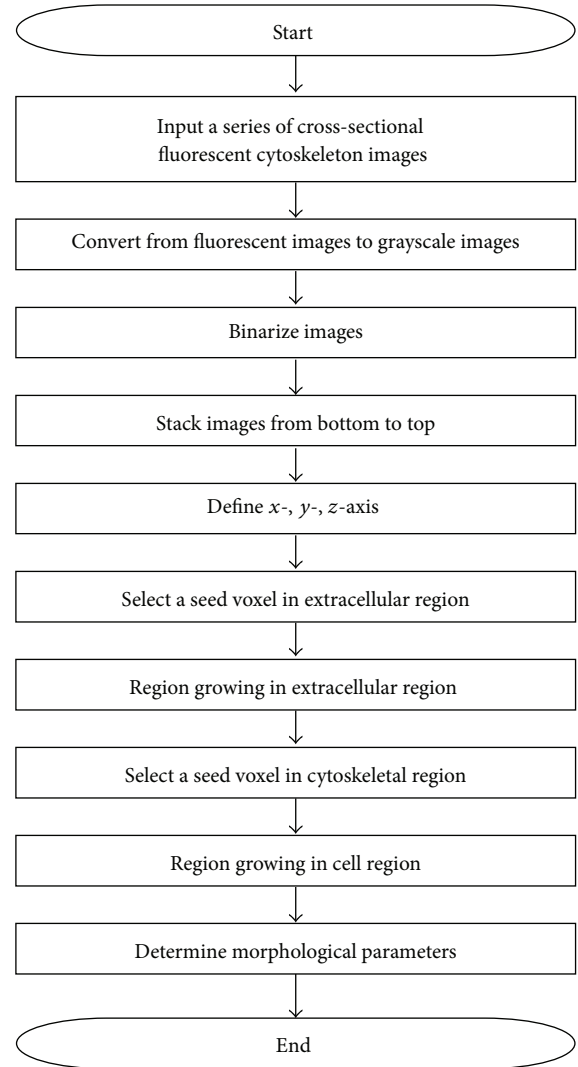 Start
Input a series of cross-sectional
fluorescent cytoskeleton images
Convert from fluorescent images to grayscale images
Binarize images
Stack images from bottom to top
Define x-, y-, z-axis
Select a seed voxel in extracellular region
Region growing in extracellular region
Select a seed voxel in cytoskeletal region
Region growing in cell region
Determine morphological parameters
End